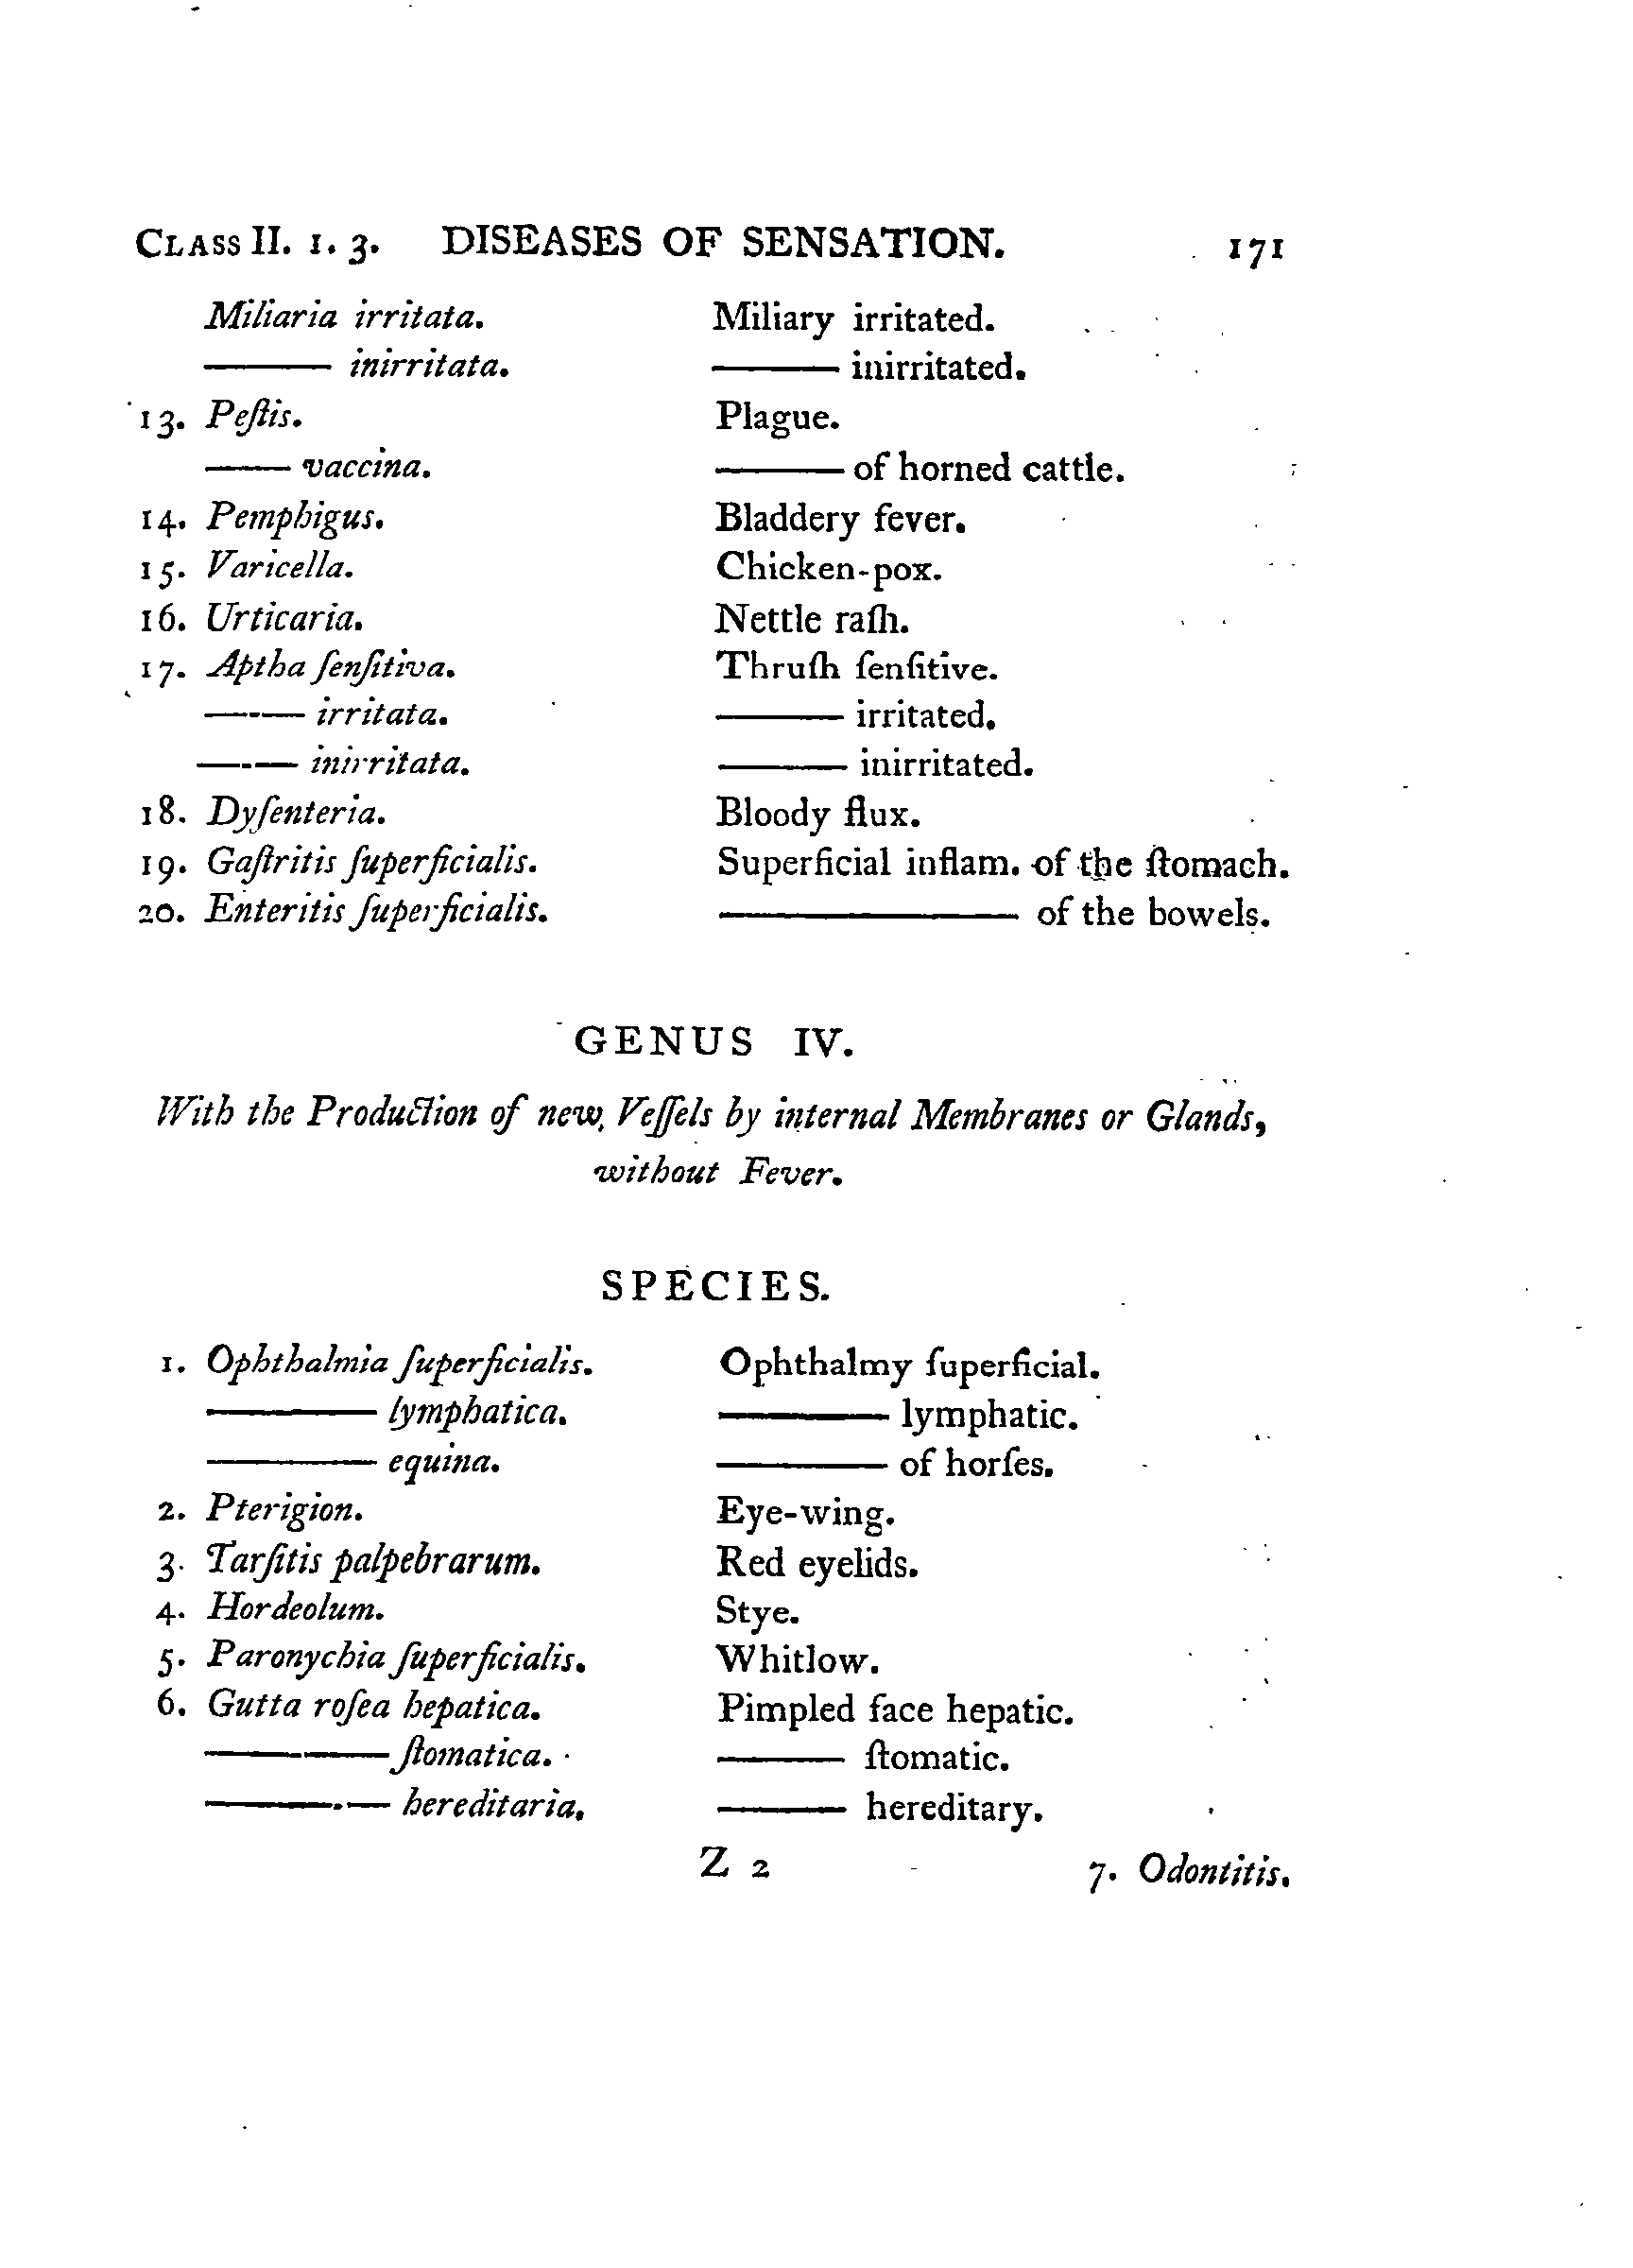 CLASS II. 1. 3. DISEASES OF SENSATION. 171
Miliaria irritata. Miliary irritated.
——— inirritata. ——— inirritated.
13. Peſtis. Plague.
—— vaccina. ——— of horned cattle.
14. Pemphigus. Bladdery fever.
15. Varicella. Chicken-pox.
16. Urticaria. Nettle raſh.
17. Aptha ſenſitiva. Thruſh ſenſitive.
——— irritata. ——— irritated.
——— inirritata. ——— inirritated.
18. Dyſenteria. Bloody flux.
19. Gaſtritis ſuperficialis. Superficial inflam. of the ſtomach.
20. Enteritis ſuperficialis. ——————— of the bowels.
GENUS IV.
With the Production of new Veſſels by internal Membranes or Glands,
without Fever.
SPECIES.
1. Ophthalmia ſuperficialis. Ophthalmy ſuperficial.
———— lymphatica. ———— lymphatic.
———— equina. ———— of horſes.
2. Pterigion. Eye-wing.
3. Tarſitis palpebrarum. Red eyelids.
4. Hordeolum. Stye.
5. Paronychia ſuperficialis. Whitlow.
6. Gutta roſea hepatica. Pimpled face hepatic.
———— ſtomatica. ——— ſtomatic.
———— hereditaria. ——— hereditary.
Z 2 7. Odontitis.